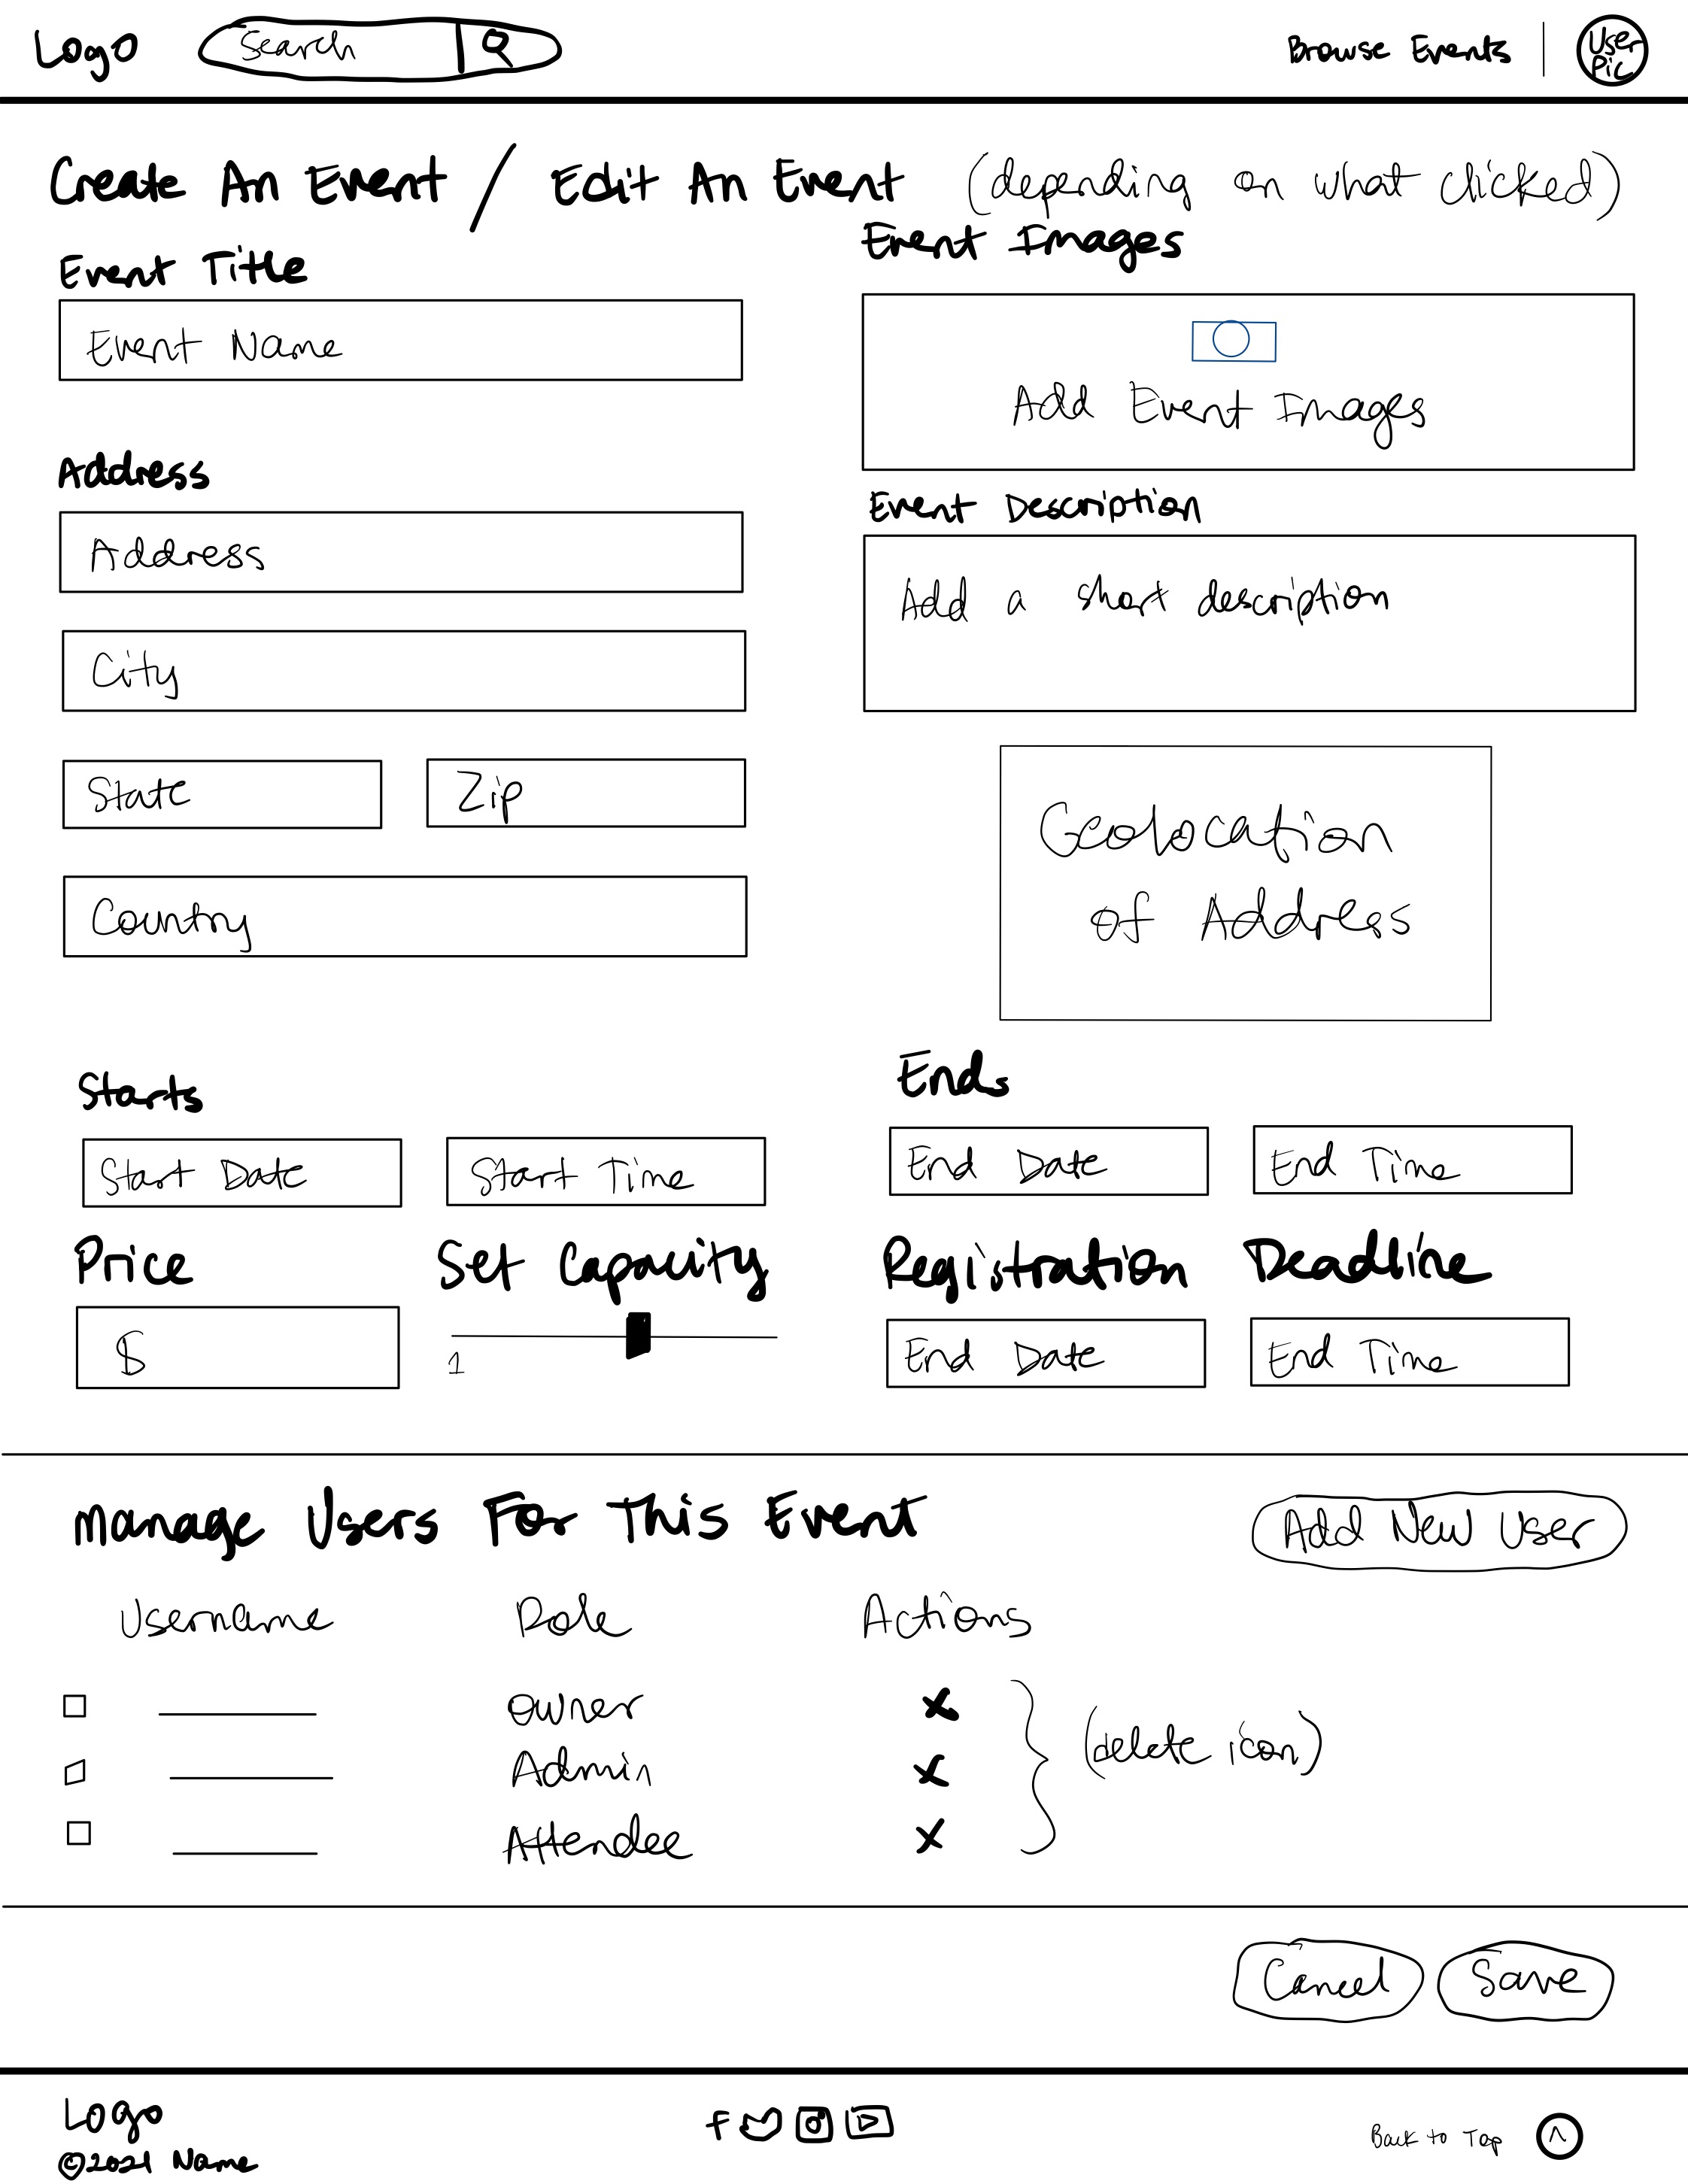 Logo
Search
Browse Events
User
Pic
Create An Event / Edit An Event (depending on what clicked)
Event Title
Event Name
Event Images
Add Event Images
Address
Address
City
State
Zip
Country
Event Description
Add a short description
Geolocation
of Address
Starts
Start Date
Start Time
Ends
End Date
End Time
Price
$
Set Capacity
1
Registration Deadline
End Date
End Time
Manage Users For This Event
Add New User
Username Role Actions
owner
Admin
Attendee
(delete icon)
Cancel
Save
Logo
©2021 Name
Back to Top